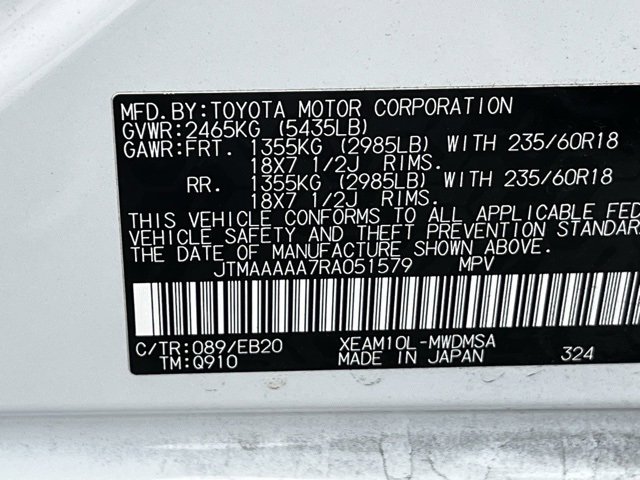 MFD.BY:TOYOTA MOTOR CORPORATION
GVWR:2465KG (5435LB)
GAWR:FRT. 1355KG (2985LB) WITH 235/60R18
18X7 1/2J RIMS.
RR. 1355KG (2985LB) WITH 235/60R18
18X7 1/2J RIMS.
THIS VEHICLE CONFORMS TO ALL APPLICABLE FED
VEHICLE SAFETY AND THEFT PREVENTION STANDAR
THE DATE OF MANUFACTURE SHOWN ABOVE.
JTMAAAAA7RA051579 MPV
C/TR:089/EB20 XEAM10L-MWDMSA
TM:Q910 MADE IN JAPAN 324